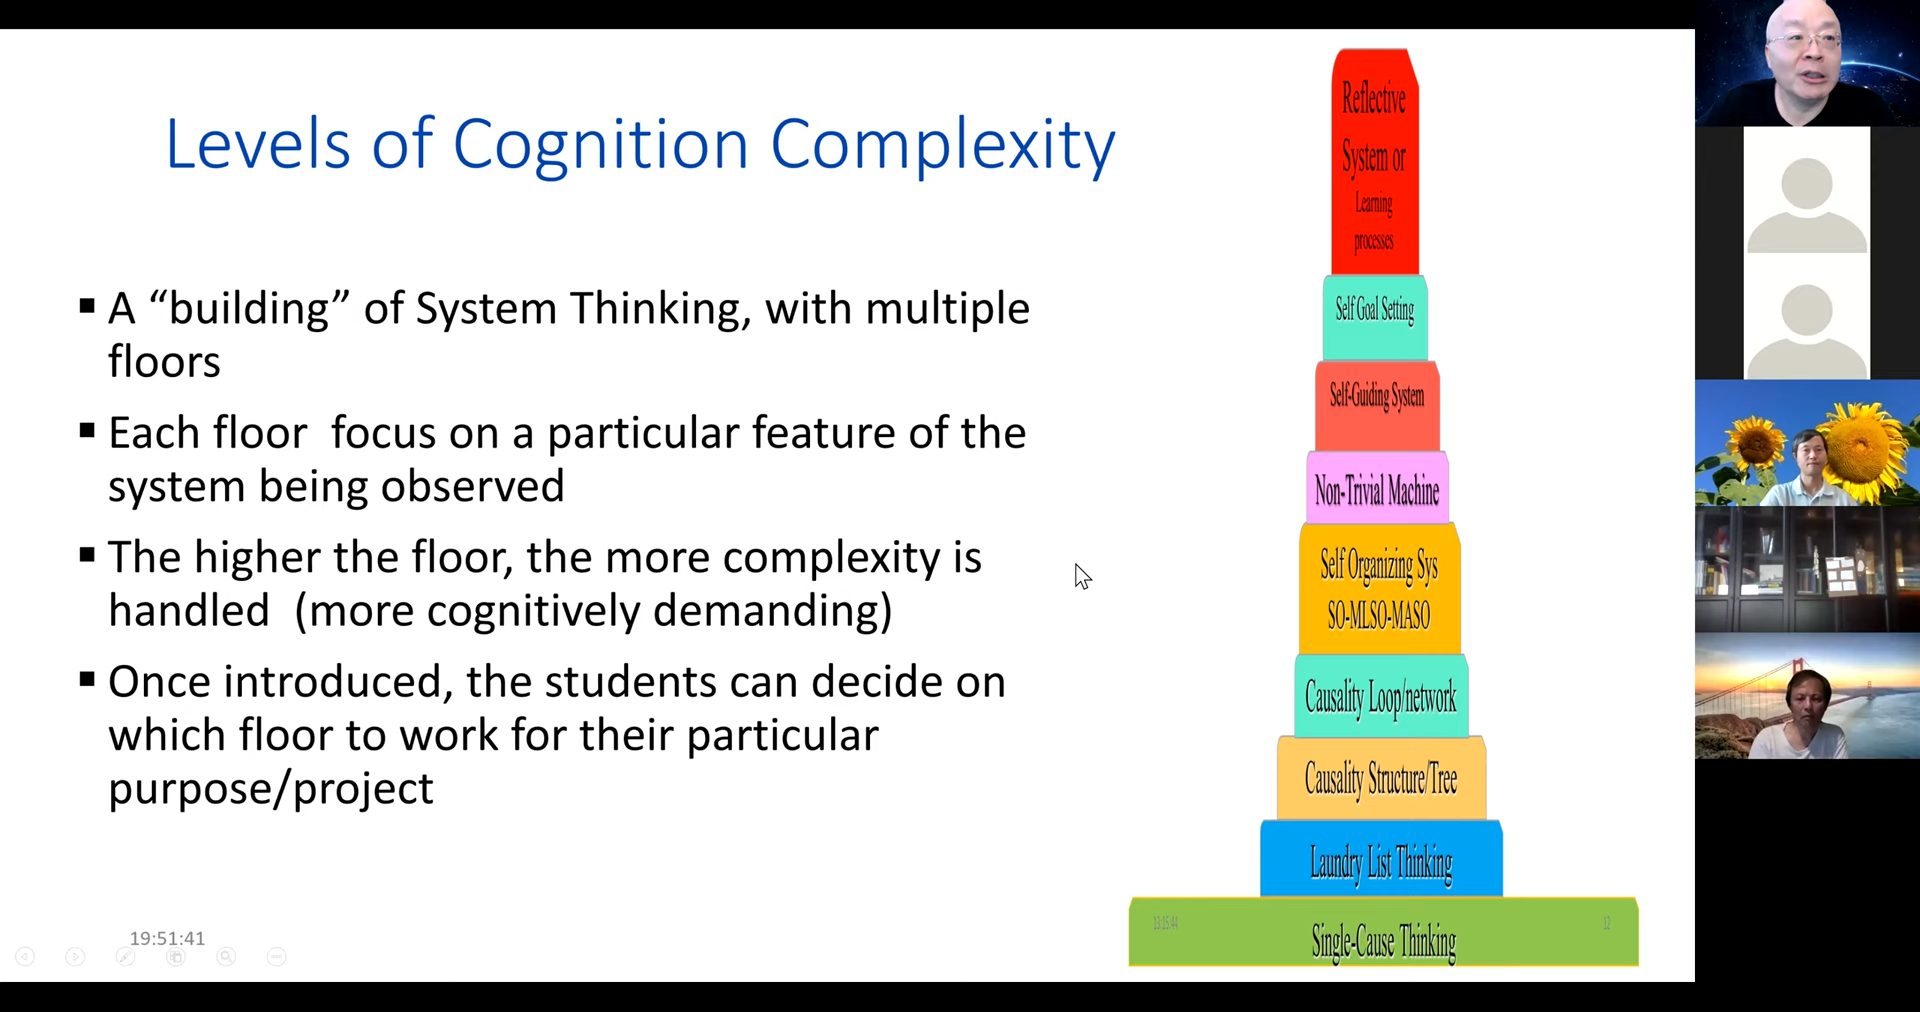 Levels of Cognition Complexity
▪ A “building” of System Thinking, with multiple
floors
▪ Each floor  focus on a particular feature of the
system being observed
▪ The higher the floor, the more complexity is
handled  (more cognitively demanding)
▪ Once introduced, the students can decide on
which floor to work for their particular
purpose/project
19:51:41
Reflective
System or
Learning
processes
Self Goal Setting
Self-Guiding System
Non-Trivial Machine
Self Organizing Sys
SO-MLSO-MASO
Causality Loop/network
Causality Structure/Tree
Laundry List Thinking
13:15:44
12
Single-Cause Thinking